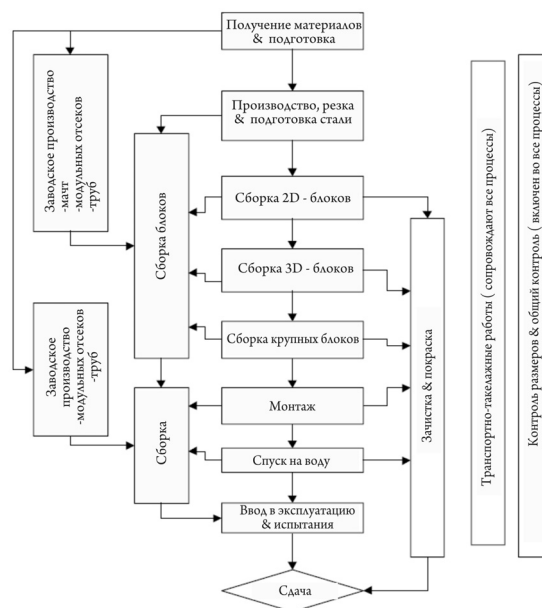 Получение материалов
& подготовка
Заводское производство
-мачт
-модульных отсеков
-труб
Производство, резка
& подготовка стали
Сборка блоков
Сборка 2D - блоков
Сборка 3D - блоков
Сборка крупных блоков
Заводское
производство
-модульных отсеков
-труб
Сборка
Монтаж
Спуск на воду
Ввод в эксплуатацию
& испытания
Сдача
Зачистка & покраска
Транспортно-такелажные работы ( сопровождают все процессы)
Контроль размеров & общий контроль ( включен во все процессы)